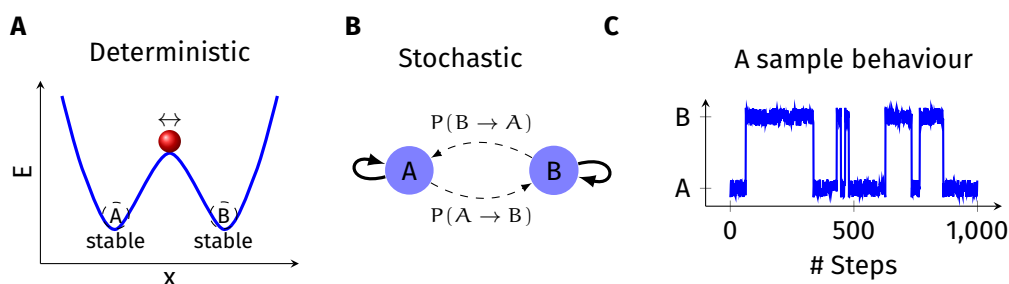 A
Deterministic
↔
E
A
B
stable
stable
x
B
Stochastic
P(B → A)
A
B
P(A → B)
C
A sample behaviour
B
A
0
500
1,000
# Steps